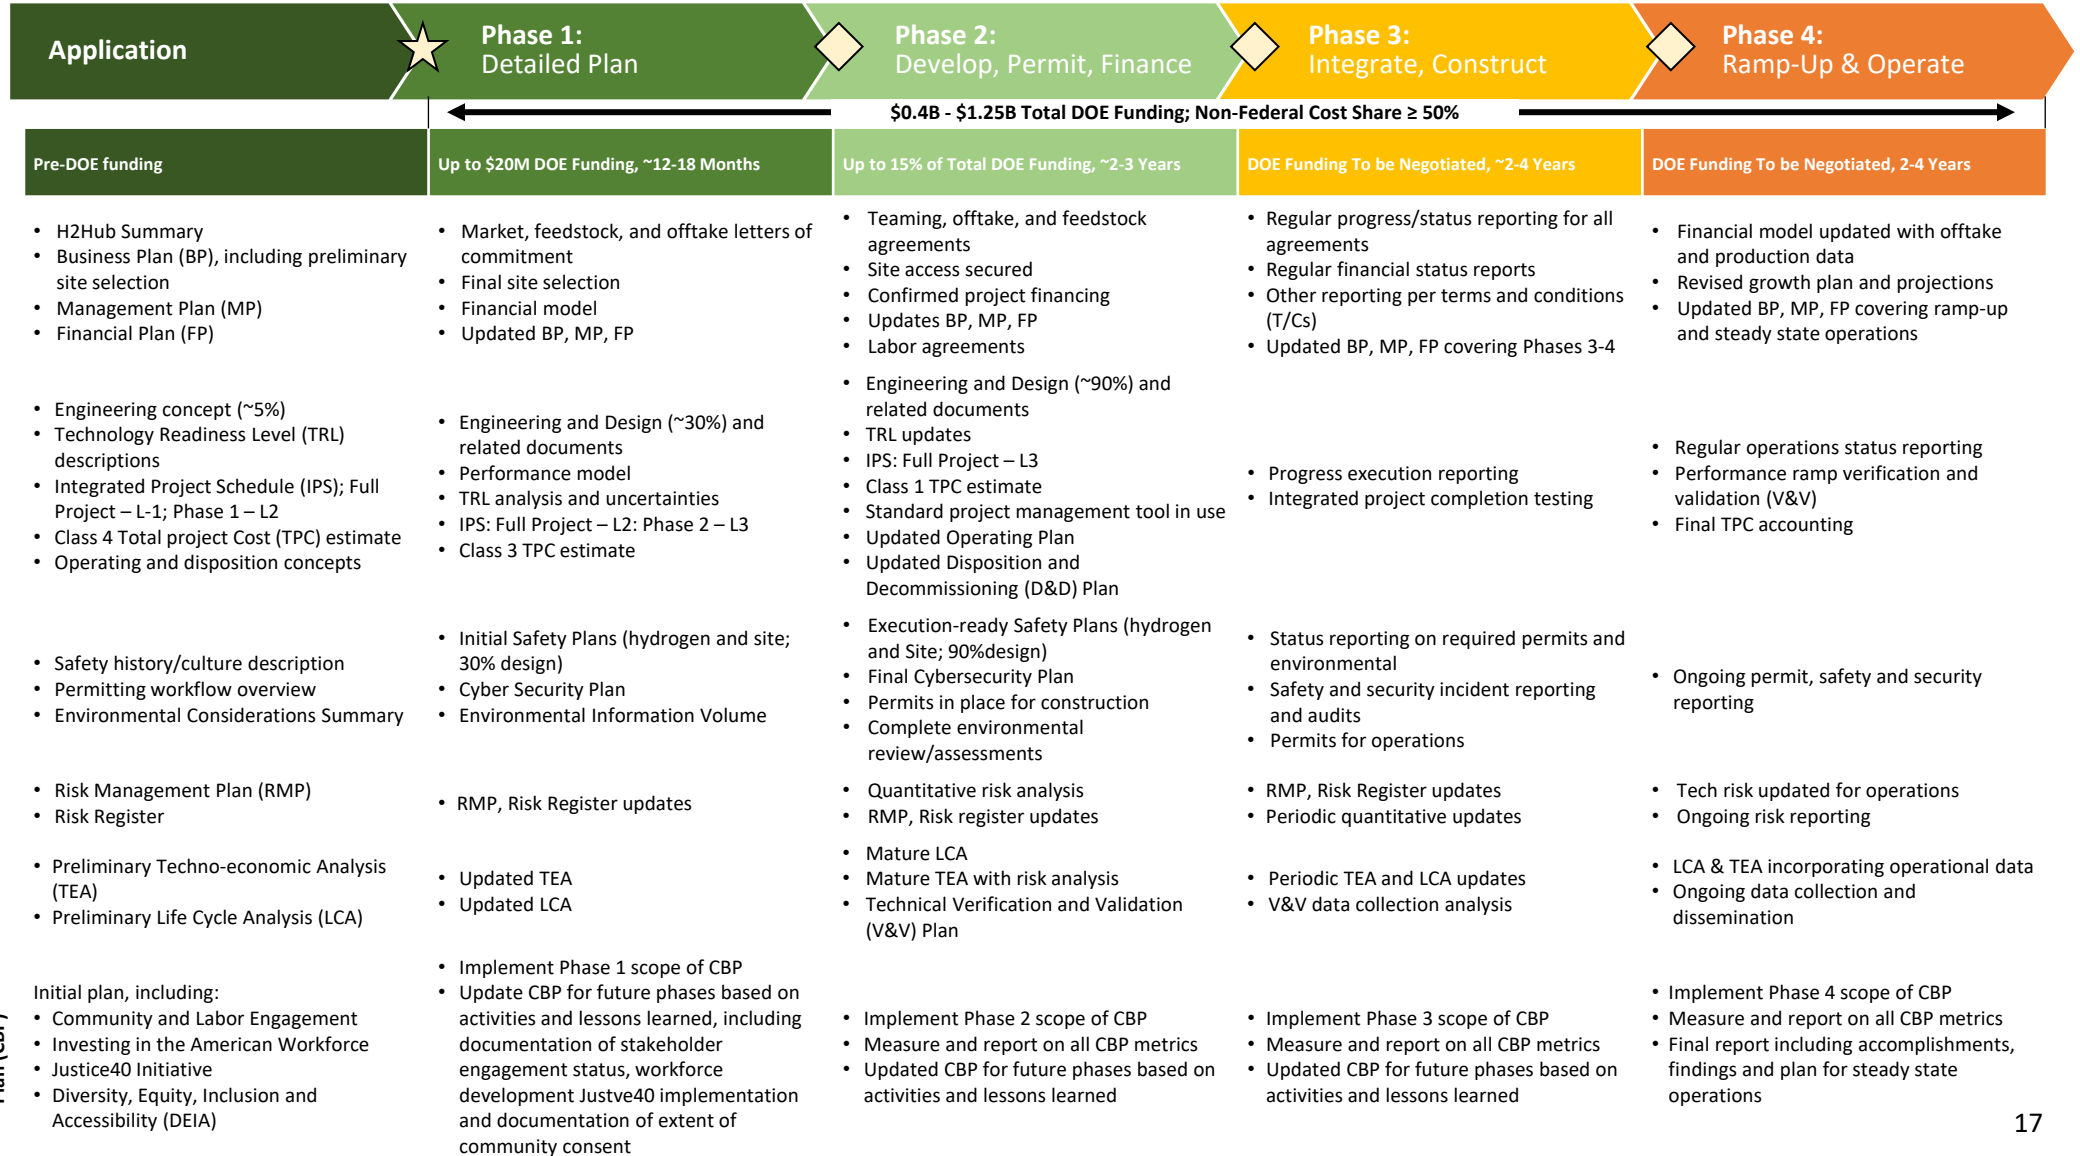 Application
Phase 1:
Detailed Plan
Phase 2:
Develop, Permit, Finance
Phase 3:
Integrate, Construct
Phase 4:
Ramp-Up & Operate
$0.4B - $1.25B Total DOE Funding; Non-Federal Cost Share ≥ 50%
Pre-DOE funding
Up to $20M DOE Funding, ~12-18 Months
Up to 15% of Total DOE Funding, ~2-3 Years
DOE Funding To be Negotiated, ~2-4 Years
DOE Funding To be Negotiated, 2-4 Years
• H2Hub Summary
• Business Plan (BP), including preliminary
site selection
• Management Plan (MP)
• Financial Plan (FP)
• Market, feedstock, and offtake letters of
commitment
• Final site selection
• Financial model
• Updated BP, MP, FP
• Teaming, offtake, and feedstock
agreements
• Site access secured
• Confirmed project financing
• Updates BP, MP, FP
• Labor agreements
• Regular progress/status reporting for all
agreements
• Regular financial status reports
• Other reporting per terms and conditions
(T/Cs)
• Updated BP, MP, FP covering Phases 3-4
• Financial model updated with offtake
and production data
• Revised growth plan and projections
• Updated BP, MP, FP covering ramp-up
and steady state operations
• Engineering concept (~5%)
• Technology Readiness Level (TRL)
descriptions
• Integrated Project Schedule (IPS); Full
Project – L-1; Phase 1 – L2
• Class 4 Total project Cost (TPC) estimate
• Operating and disposition concepts
• Engineering and Design (~30%) and
related documents
• Performance model
• TRL analysis and uncertainties
• IPS: Full Project – L2: Phase 2 – L3
• Class 3 TPC estimate
• Engineering and Design (~90%) and
related documents
• TRL updates
• IPS: Full Project – L3
• Class 1 TPC estimate
• Standard project management tool in use
• Updated Operating Plan
• Updated Disposition and
Decommissioning (D&D) Plan
• Progress execution reporting
• Integrated project completion testing
• Regular operations status reporting
• Performance ramp verification and
validation (V&V)
• Final TPC accounting
• Safety history/culture description
• Permitting workflow overview
• Environmental Considerations Summary
• Initial Safety Plans (hydrogen and site;
30% design)
• Cyber Security Plan
• Environmental Information Volume
• Execution-ready Safety Plans (hydrogen
and Site; 90%design)
• Final Cybersecurity Plan
• Permits in place for construction
• Complete environmental
review/assessments
• Status reporting on required permits and
environmental
• Safety and security incident reporting
and audits
• Permits for operations
• Ongoing permit, safety and security
reporting
• Risk Management Plan (RMP)
• Risk Register
• RMP, Risk Register updates
• Quantitative risk analysis
• RMP, Risk register updates
• RMP, Risk Register updates
• Periodic quantitative updates
• Tech risk updated for operations
• Ongoing risk reporting
• Preliminary Techno-economic Analysis
(TEA)
• Preliminary Life Cycle Analysis (LCA)
• Updated TEA
• Updated LCA
• Mature LCA
• Mature TEA with risk analysis
• Technical Verification and Validation
(V&V) Plan
• Periodic TEA and LCA updates
• V&V data collection analysis
• LCA & TEA incorporating operational data
• Ongoing data collection and
dissemination
Plan (CBP)
Initial plan, including:
• Community and Labor Engagement
• Investing in the American Workforce
• Justice40 Initiative
• Diversity, Equity, Inclusion and
Accessibility (DEIA)
• Implement Phase 1 scope of CBP
• Update CBP for future phases based on
activities and lessons learned, including
documentation of stakeholder
engagement status, workforce
development Justve40 implementation
and documentation of extent of
community consent
• Implement Phase 2 scope of CBP
• Measure and report on all CBP metrics
• Updated CBP for future phases based on
activities and lessons learned
• Implement Phase 3 scope of CBP
• Measure and report on all CBP metrics
• Updated CBP for future phases based on
activities and lessons learned
• Implement Phase 4 scope of CBP
• Measure and report on all CBP metrics
• Final report including accomplishments,
findings and plan for steady state
operations
17